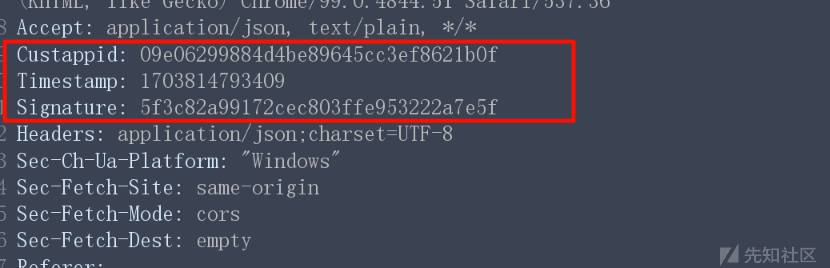 (KHTML, like Gecko) Chrome/99.0.4844.51 Safari/537.36
8 Accept: application/json, text/plain, */*
Custappid: 09e06299884d4be89645cc3ef8621b0f
Timestamp: 1703814793409
Signature: 5f3c82a99172cec803ffe953222a7e5f
2 Headers: application/json;charset=UTF-8
3 Sec-Ch-Ua-Platform: "Windows"
4 Sec-Fetch-Site: same-origin
5 Sec-Fetch-Mode: cors
6 Sec-Fetch-Dest: empty
7 Referer:
先知社区